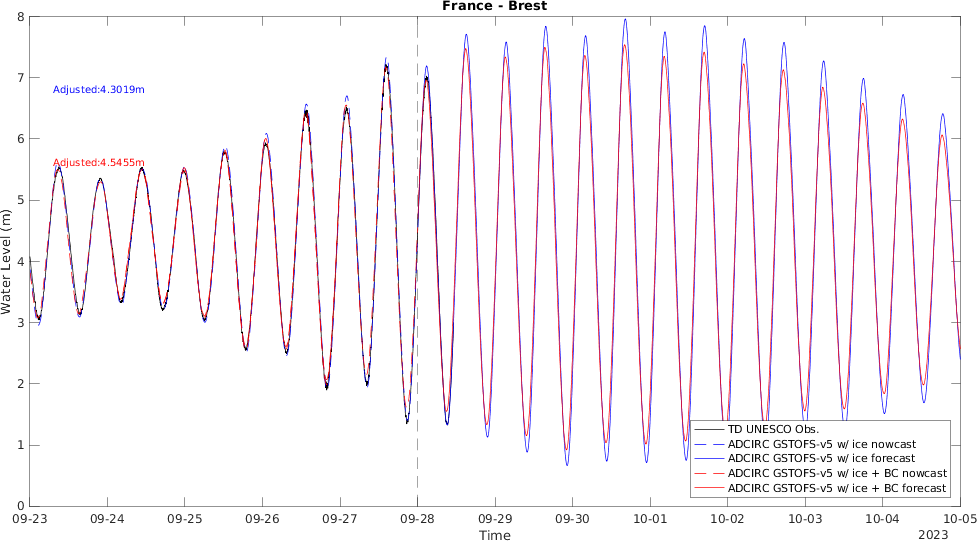 France - Brest
8
7
6
5
4
3
2
1
0
Water Level (m)
Adjusted:4.3019m
Adjusted:4.5455m
TD UNESCO Obs.
ADCIRC GSTOFS-v5 w/ ice nowcast
ADCIRC GSTOFS-v5 w/ ice forecast
ADCIRC GSTOFS-v5 w/ ice + BC nowcast
ADCIRC GSTOFS-v5 w/ ice + BC forecast
09-23 09-24 09-25 09-26 09-27 09-28 09-29 09-30 10-01 10-02 10-03 10-04 10-05
Time
2023